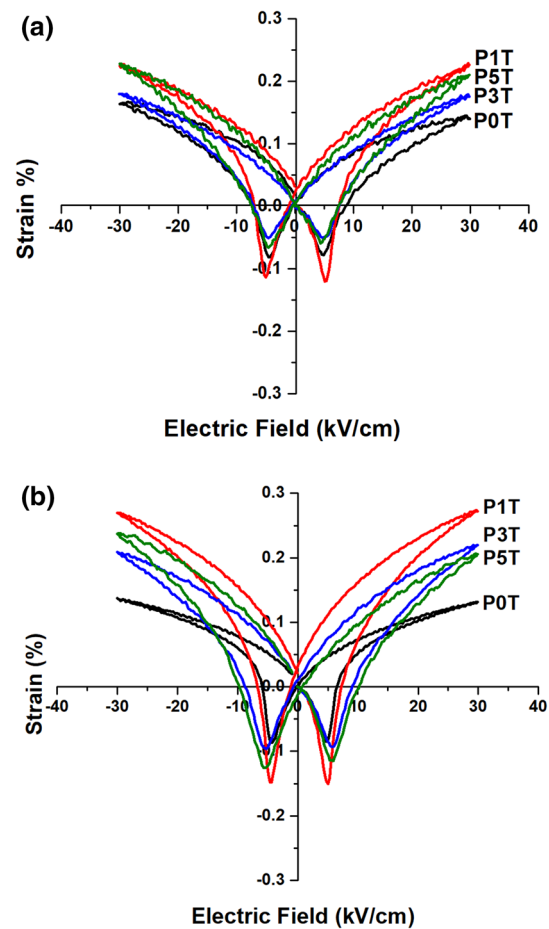 (a)
0.3
0.2
0.1
0.0
-0.1
-0.2
-0.3
-40 -30 -20 -10 0 10 20 30 40
P1T
P5T
P3T
P0T
Strain %)
Electric Field (kV/cm)
(b)
0.3
0.2
0.1
0.0
-0.1
-0.2
-0.3
-40 -30 -20 -10 0 10 20 30 40
P1T
P3T
P5T
P0T
Strain (%)
Electric Field (kV/cm)